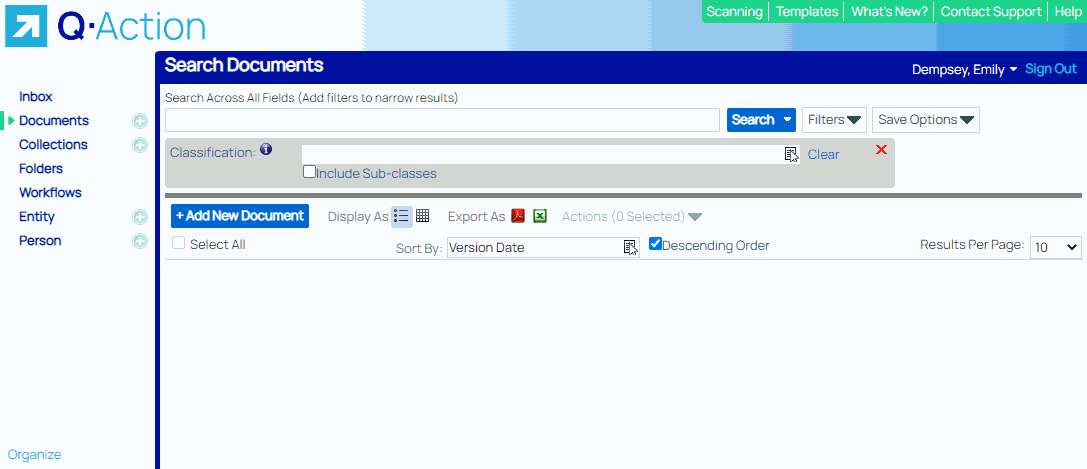 Q·Action
Scanning Templates What's New? Contact Support Help
Search Documents
Dempsey, Emily Sign Out
Inbox
Documents
Collections
Folders
Workflows
Entity
Person
Organize
Search Across All Fields (Add filters to narrow results)
Search Filters Save Options
Classification: Clear
Include Sub-classes
+ Add New Document Display As Export As Actions (0 Selected)
Select All Sort By: Version Date Descending Order Results Per Page: 10